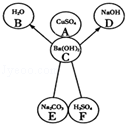 H₂O
B
CuSO₄
A
NaOH
D
Ba(OH)₂
C
Na₂CO₃
E
H₂SO₄
F